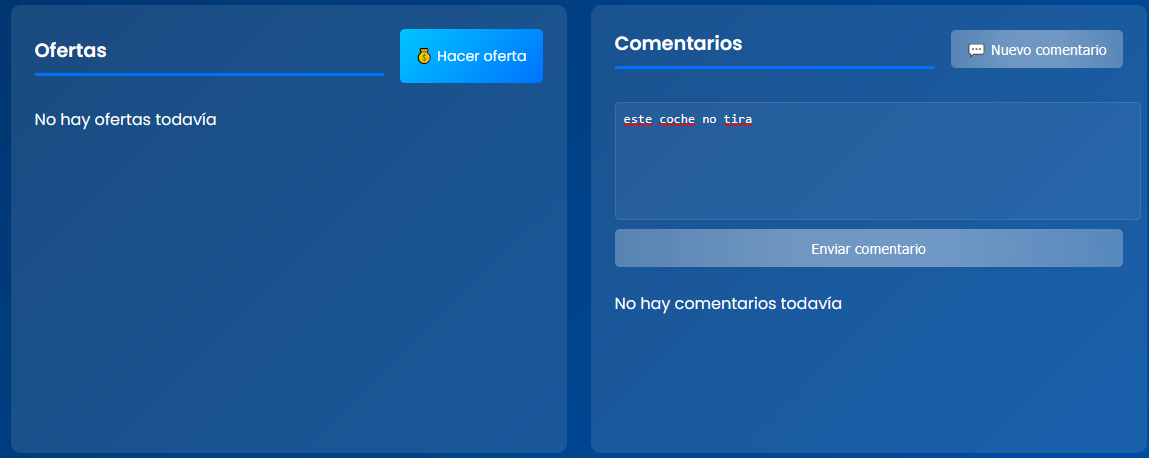 Ofertas
💰 Hacer oferta
No hay ofertas todavía
Comentarios
💬 Nuevo comentario
este coche no tira
Enviar comentario
No hay comentarios todavía